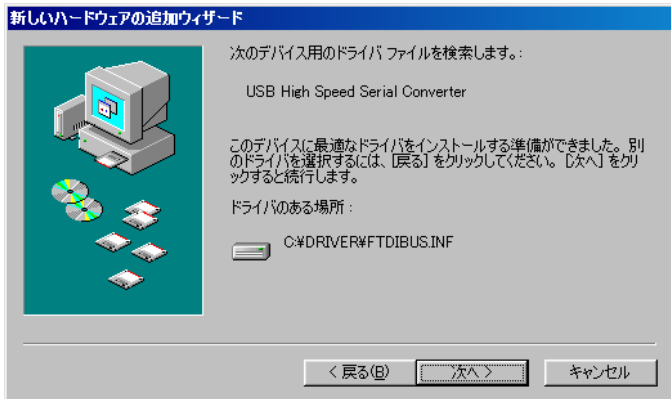 新しいハードウェアの追加ウィザード
次のデバイス用のドライバ ファイルを検索します。:
USB High Speed Serial Converter
このデバイスに最適なドライバをインストールする準備ができました。別
のドライバを選択するには、[戻る] をクリックしてください。[次へ] をクリ
ックすると続行します。
ドライバのある場所 :
C:¥DRIVER¥FTDIBUS.INF
< 戻る(B)
次へ >
キャンセル